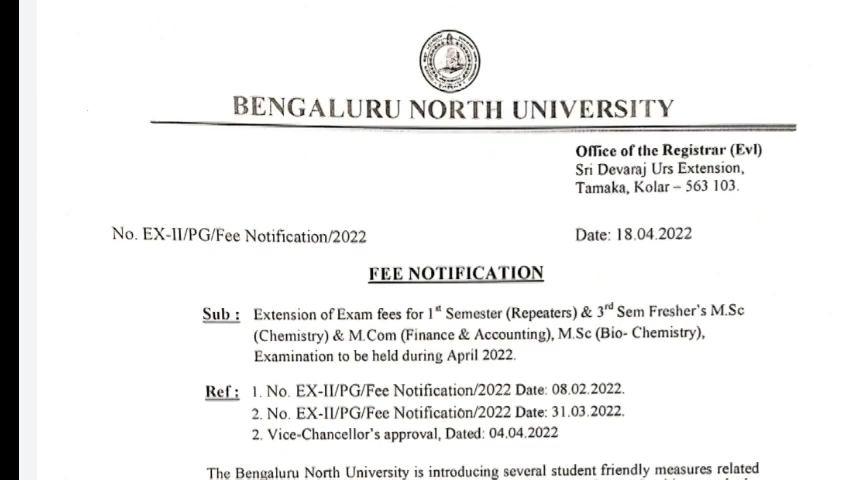 BENGALURU NORTH UNIVERSITY
Office of the Registrar (Evl)
Sri Devaraj Urs Extension,
Tamaka, Kolar – 563 103.
No. EX-II/PG/Fee Notification/2022
Date: 18.04.2022
FEE NOTIFICATION
Sub : Extension of Exam fees for 1st Semester (Repeaters) & 3rd Sem Fresher's M.Sc
(Chemistry) & M.Com (Finance & Accounting), M.Sc (Bio- Chemistry),
Examination to be held during April 2022.
Ref : 1. No. EX-II/PG/Fee Notification/2022 Date: 08.02.2022.
2. No. EX-II/PG/Fee Notification/2022 Date: 31.03.2022.
2. Vice-Chancellor's approval, Dated: 04.04.2022
The Bengaluru North University is introducing several student friendly measures related